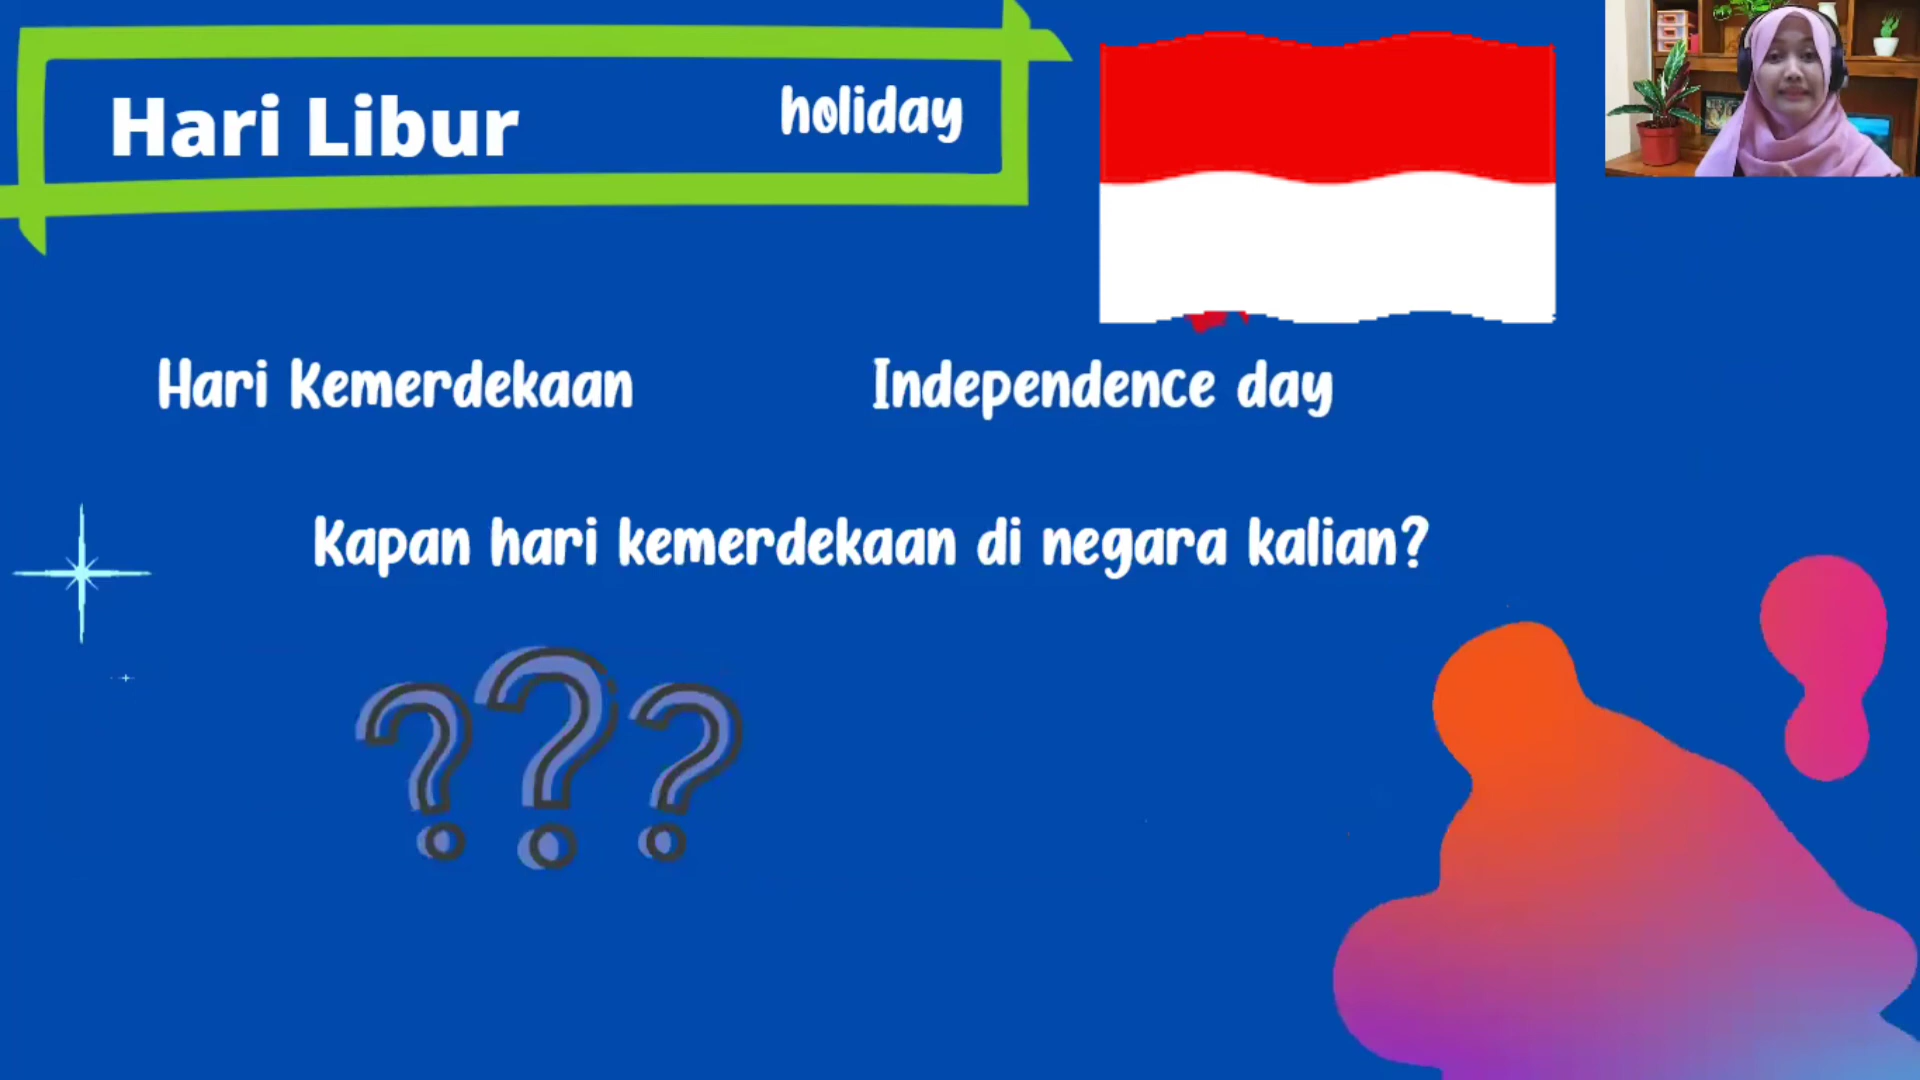 Hari Libur
holiday
Hari Kemerdekaan
Independence day
Kapan hari kemerdekaan di negara kalian?
???